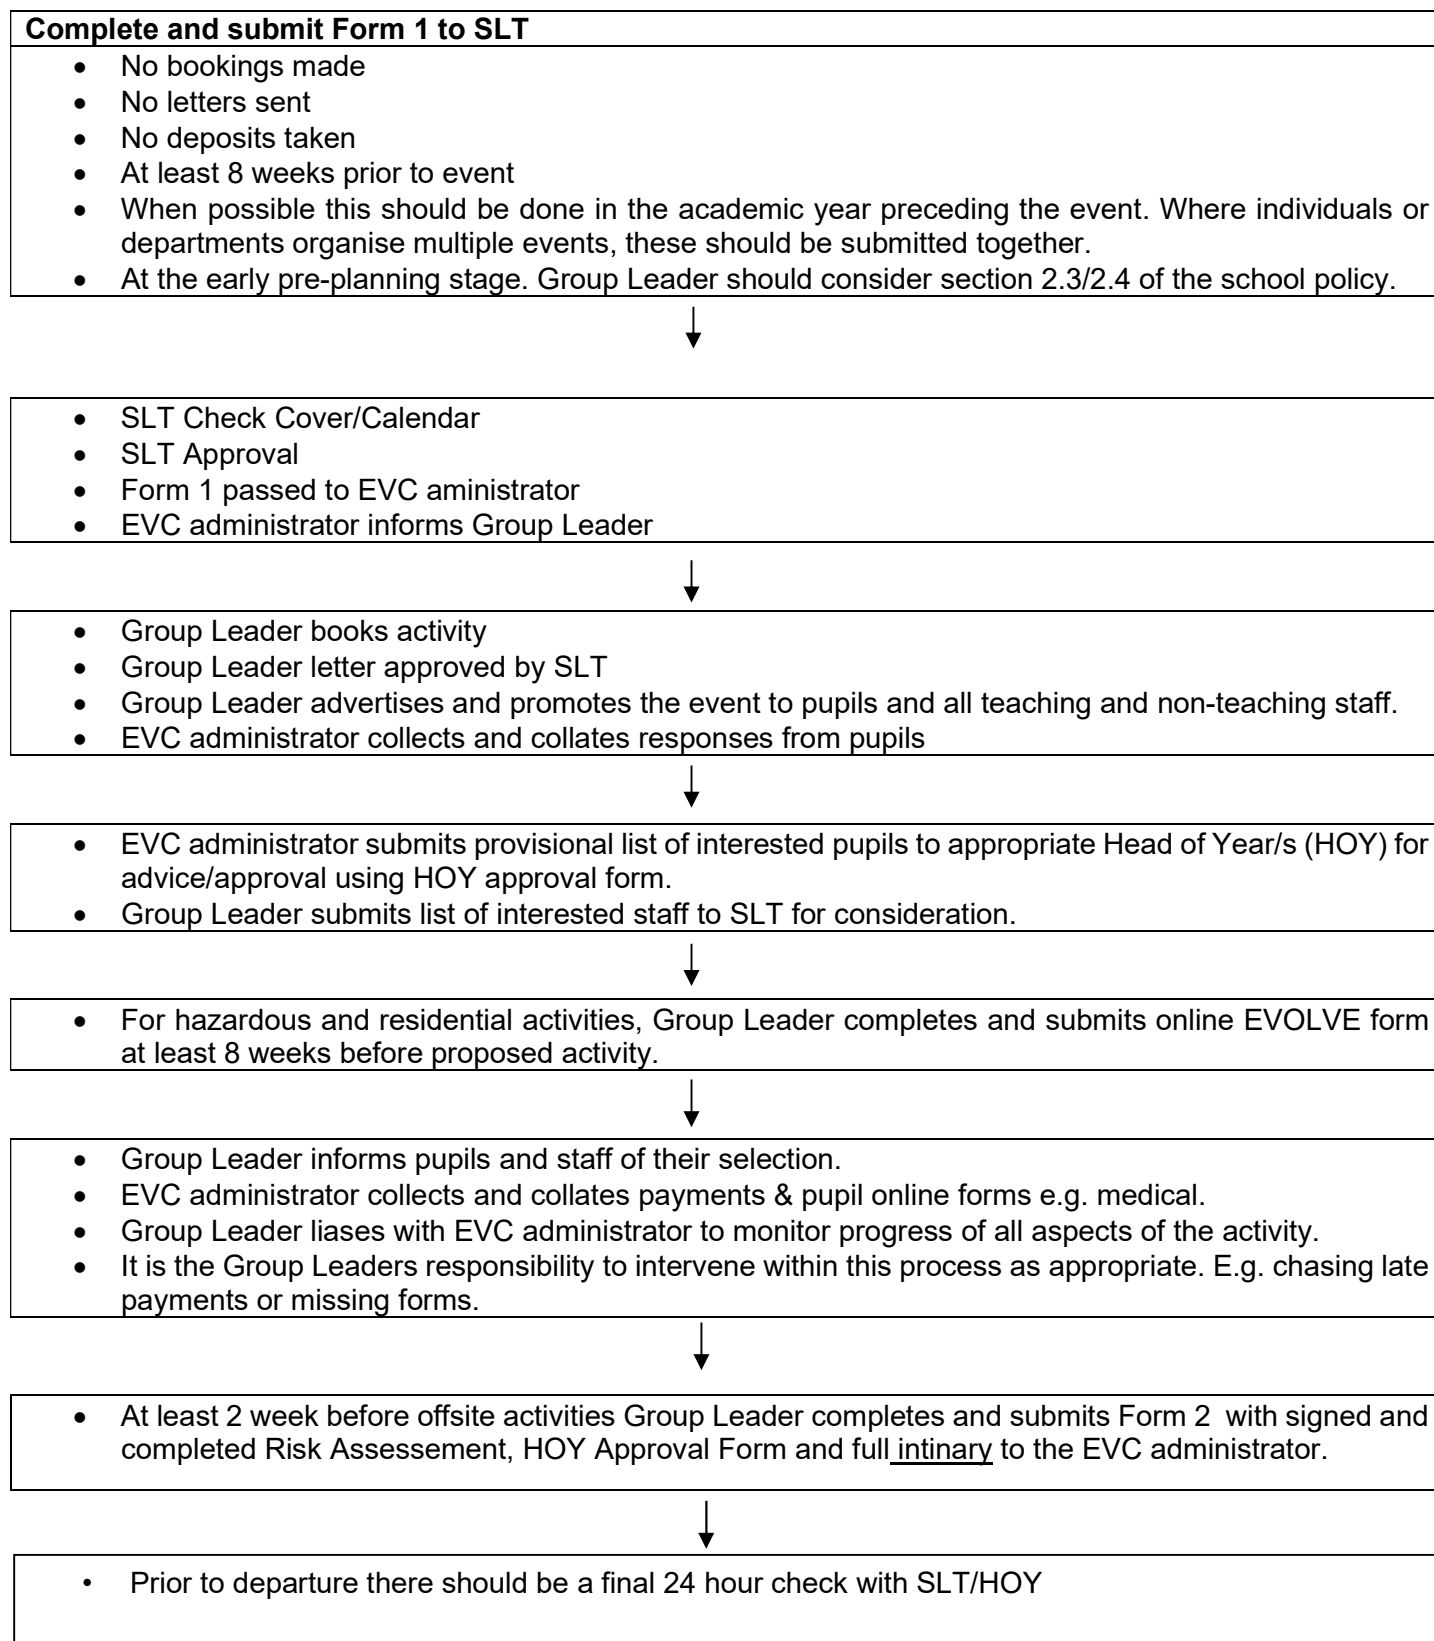 Complete and submit Form 1 to SLT
• No bookings made
• No letters sent
• No deposits taken
• At least 8 weeks prior to event
• When possible this should be done in the academic year preceding the event. Where individuals or
departments organise multiple events, these should be submitted together.
• At the early pre-planning stage. Group Leader should consider section 2.3/2.4 of the school policy.
• SLT Check Cover/Calendar
• SLT Approval
• Form 1 passed to EVC aministrator
• EVC administrator informs Group Leader
• Group Leader books activity
• Group Leader letter approved by SLT
• Group Leader advertises and promotes the event to pupils and all teaching and non-teaching staff.
• EVC administrator collects and collates responses from pupils
• EVC administrator submits provisional list of interested pupils to appropriate Head of Year/s (HOY) for
advice/approval using HOY approval form.
• Group Leader submits list of interested staff to SLT for consideration.
• For hazardous and residential activities, Group Leader completes and submits online EVOLVE form
at least 8 weeks before proposed activity.
• Group Leader informs pupils and staff of their selection.
• EVC administrator collects and collates payments & pupil online forms e.g. medical.
• Group Leader liases with EVC administrator to monitor progress of all aspects of the activity.
• It is the Group Leaders responsibility to intervene within this process as appropriate. E.g. chasing late
payments or missing forms.
• At least 2 week before offsite activities Group Leader completes and submits Form 2 with signed and
completed Risk Assessement, HOY Approval Form and full intinary to the EVC administrator.
• Prior to departure there should be a final 24 hour check with SLT/HOY